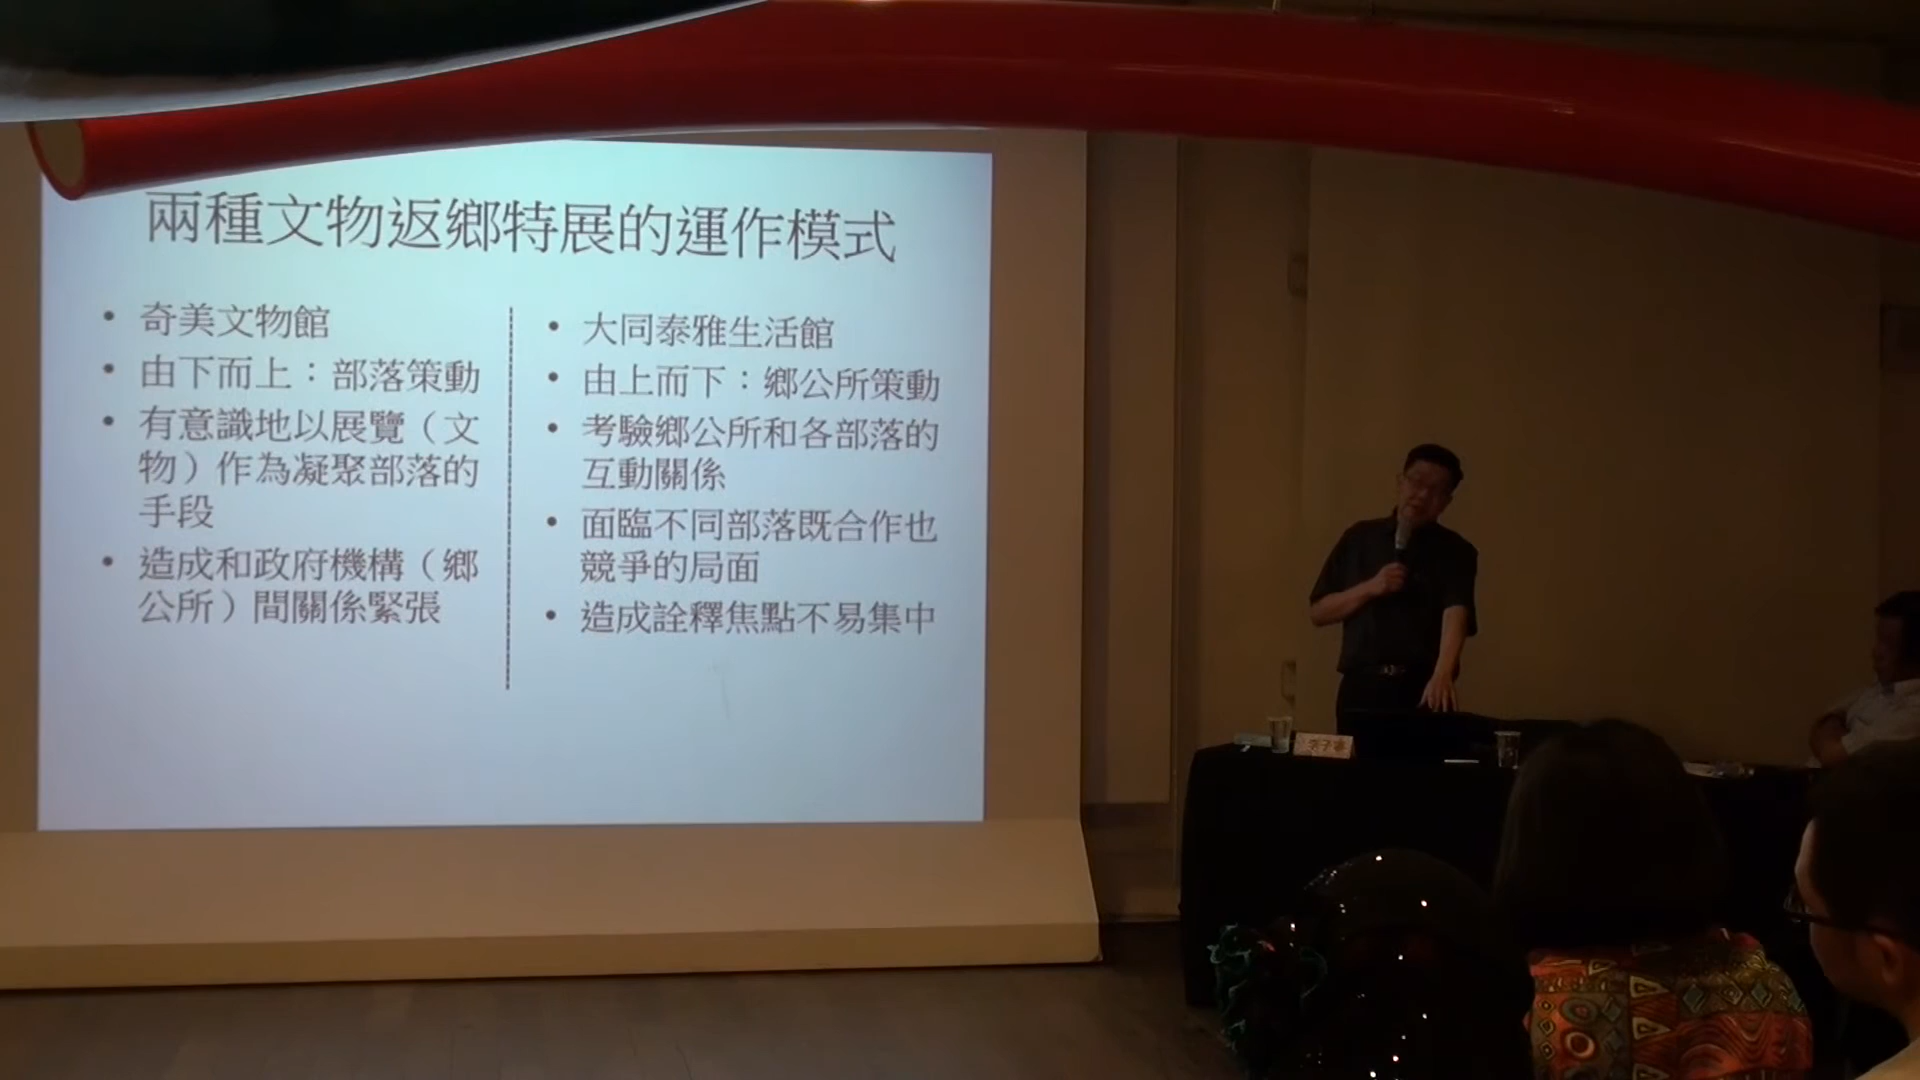 兩種文物返鄉特展的運作模式
• 奇美文物館
• 由下而上：部落策動
• 有意識地以展覽（文
物）作為凝聚部落的
手段
• 造成和政府機構（鄉
公所）間關係緊張
• 大同泰雅生活館
• 由上而下：鄉公所策動
• 考驗鄉公所和各部落的
互動關係
• 面臨不同部落既合作也
競爭的局面
• 造成詮釋焦點不易集中
李子寧